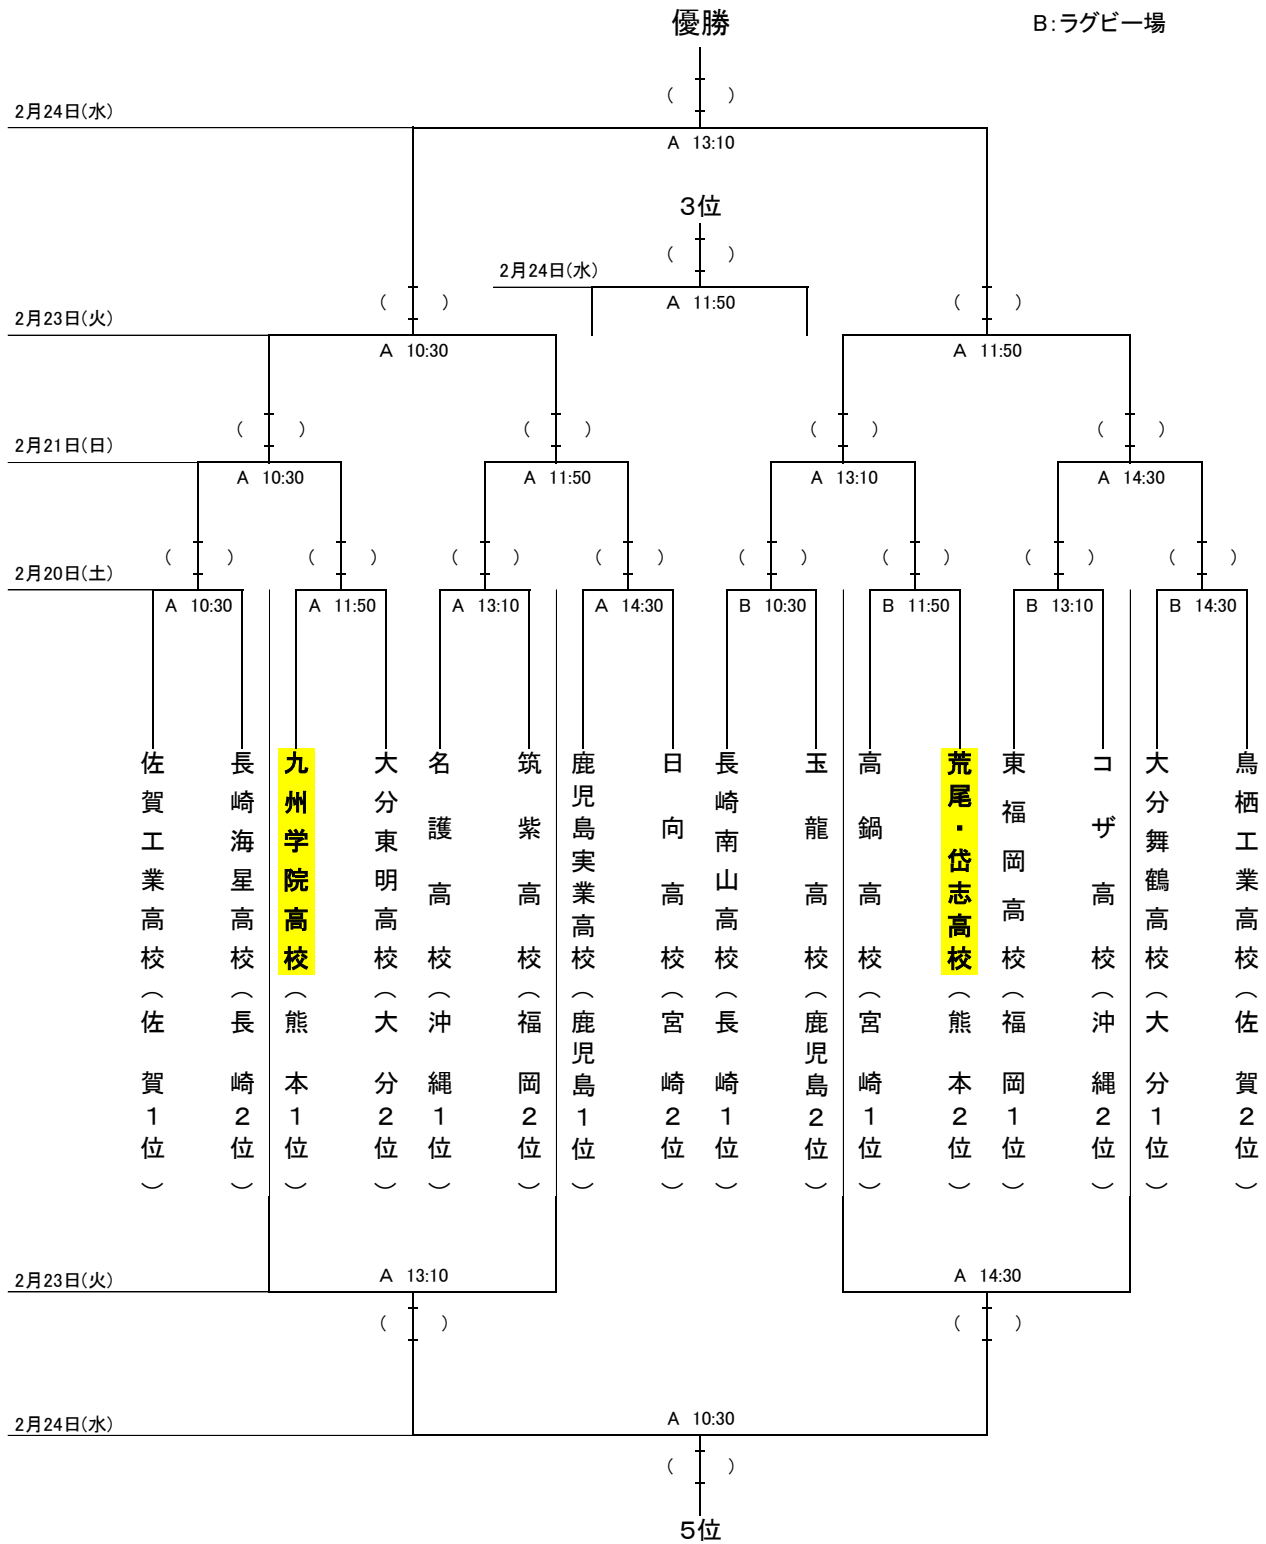 優勝
B：ラグビー場
(　)
2月24日(水)
A 13:10
3位
(　)
2月24日(水)
A 11:50
(　)
(　)
2月23日(火)
A 10:30
A 11:50
(　)
(　)
(　)
(　)
2月21日(日)
A 10:30
A 11:50
A 13:10
A 14:30
(　)
(　)
(　)
(　)
(　)
(　)
(　)
(　)
2月20日(土)
A 10:30
A 11:50
A 13:10
A 14:30
B 10:30
B 11:50
B 13:10
B 14:30
佐賀工業高校（佐賀１位）
長崎海星高校（長崎２位）
九州学院高校（熊本１位）
大分東明高校（大分２位）
名護高校（沖縄１位）
筑紫高校（福岡２位）
鹿児島実業高校（鹿児島１位）
日向高校（宮崎２位）
長崎南山高校（長崎１位）
玉龍高校（鹿児島２位）
高鍋高校（宮崎１位）
荒尾・岱志高校（熊本２位）
東福岡高校（福岡１位）
コザ高校（沖縄２位）
大分舞鶴高校（大分１位）
鳥栖工業高校（佐賀２位）
2月23日(火)
A 13:10
A 14:30
(　)
(　)
2月24日(水)
A 10:30
(　)
5位